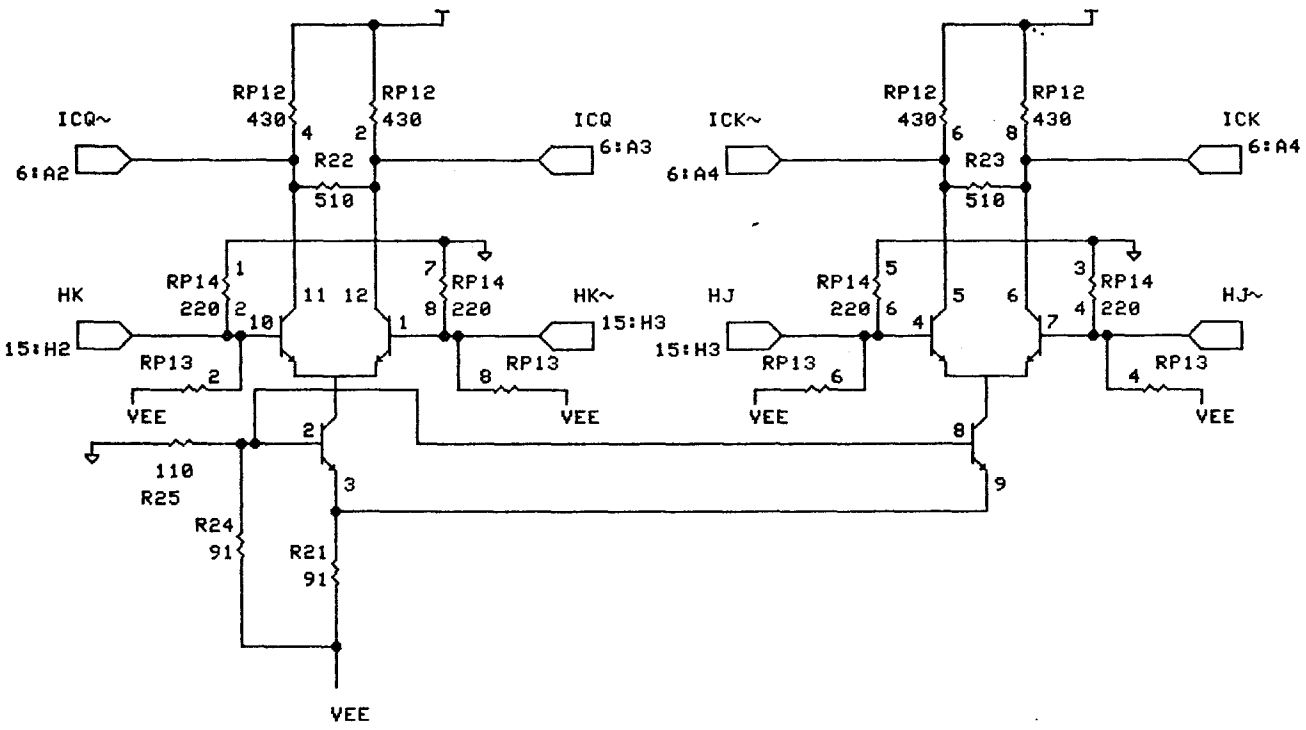 RP12 RP12 RP12 RP12
430 430 430 430
ICQ~ 4 2 ICQ ICK~ 6 8 ICK
6:A2 R22 6:A3 6:A4 R23 6:A4
510 510
1 7 5 3
RP14 RP14 RP14 RP14
220 220 220 220
2 8 6 4
HK 11 12 HK~ HJ 5 6 HJ~
15:H2 10 1 15:H3 15:H3 4 7
RP13 RP13 RP13 RP13
2 8 6 4
VEE VEE VEE VEE
2 8
110 3 9
R25
R24 R21
91 91
VEE